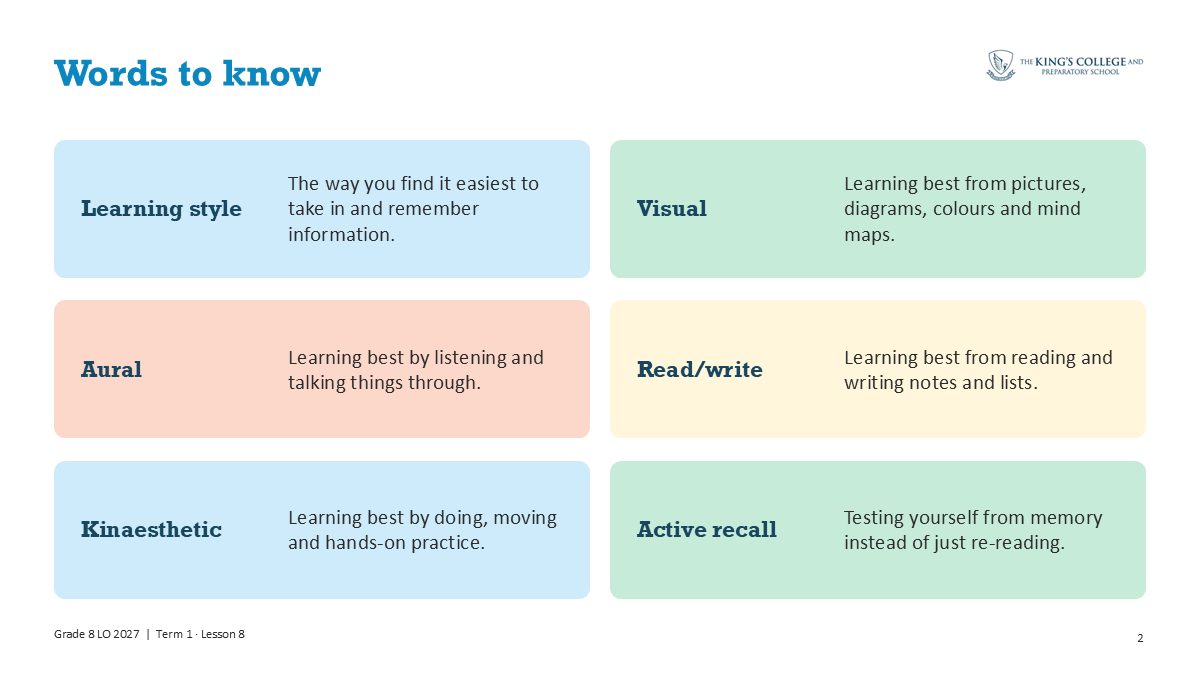 Words to know
THE KING'S COLLEGE AND
PREPARATORY SCHOOL
Learning style
The way you find it easiest to
take in and remember
information.
Visual
Learning best from pictures,
diagrams, colours and mind
maps.
Aural
Learning best by listening and
talking things through.
Read/write
Learning best from reading and
writing notes and lists.
Kinaesthetic
Learning best by doing, moving
and hands-on practice.
Active recall
Testing yourself from memory
instead of just re-reading.
Grade 8 LO 2027 | Term 1 · Lesson 8
2